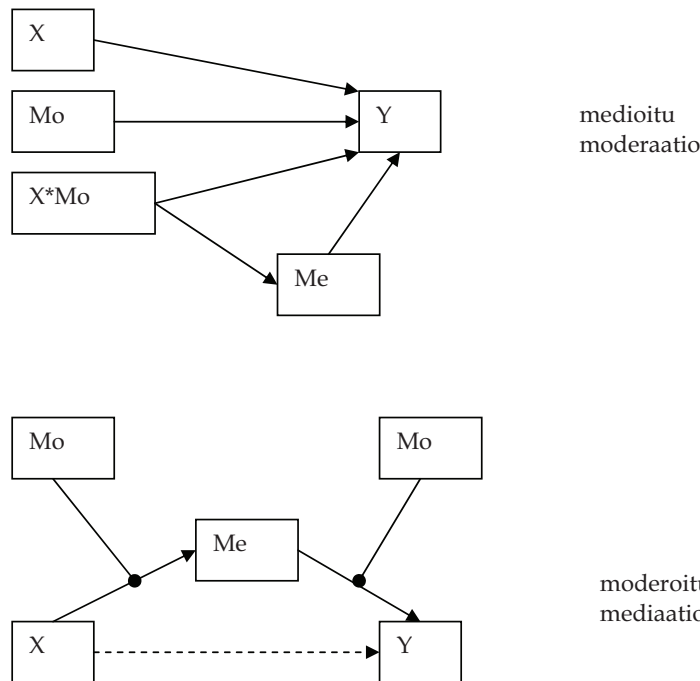 X
Mo
Y
medioitu
moderaatio
X*Mo
Me
Mo
Mo
Me
moderoitu
mediaatio
X
Y